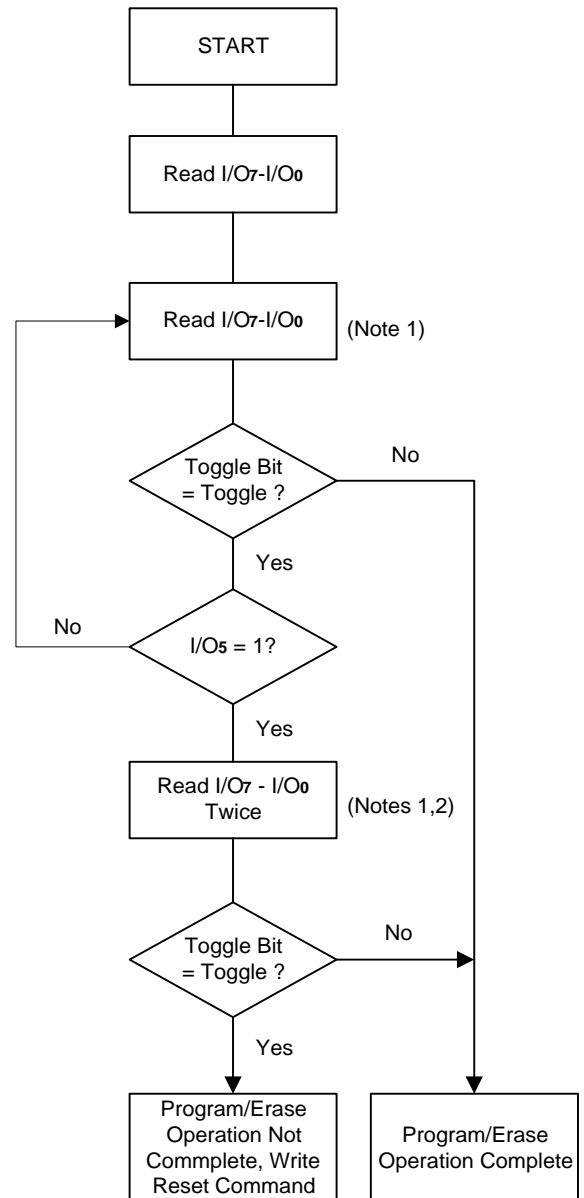 START
Read I/O7-I/O0
Read I/O7-I/O0
(Note 1)
Toggle Bit
= Toggle ?
No
Yes
No
I/O5 = 1?
Yes
Read I/O7 - I/O0
Twice
(Notes 1,2)
Toggle Bit
= Toggle ?
No
Yes
Program/Erase
Operation Not
Commplete, Write
Reset Command
Program/Erase
Operation Complete